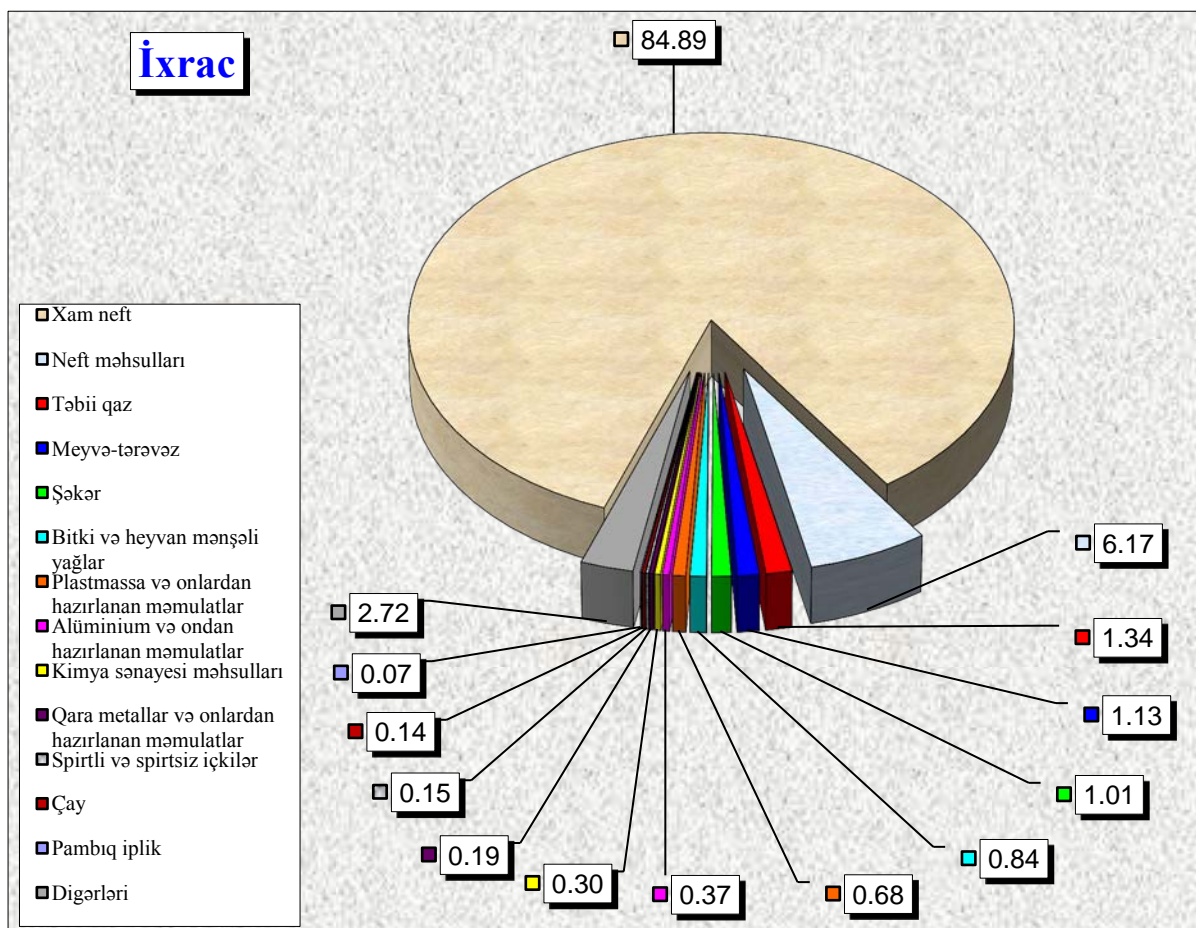 İxrac
84.89
Xam neft
Neft məhsulları
Təbii qaz
Meyvə-tərəvəz
Şəkər
Bitki və heyvan mənşəli
yağlar
Plastmassa və onlardan
hazırlanan məmulatlar
Alüminium və ondan
hazırlanan məmulatlar
Kimya sənayesi məhsulları
Qara metallar və onlardan
hazırlanan məmulatlar
Spirtli və spirtsiz içkilər
Çay
Pambıq iplik
Digərləri
6.17
1.34
1.13
1.01
0.84
0.68
0.37
0.30
0.19
0.15
0.14
0.07
2.72